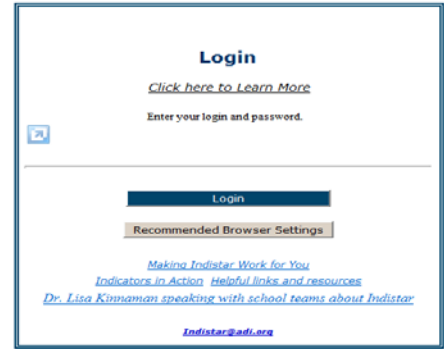 Login
Click here to Learn More
Enter your login and password.
Login
Recommended Browser Settings
Making Indistar Work for You
Indicators in Action Helpful links and resources
Dr. Lisa Kinnaman speaking with school teams about Indistar
Indistar@adi.org